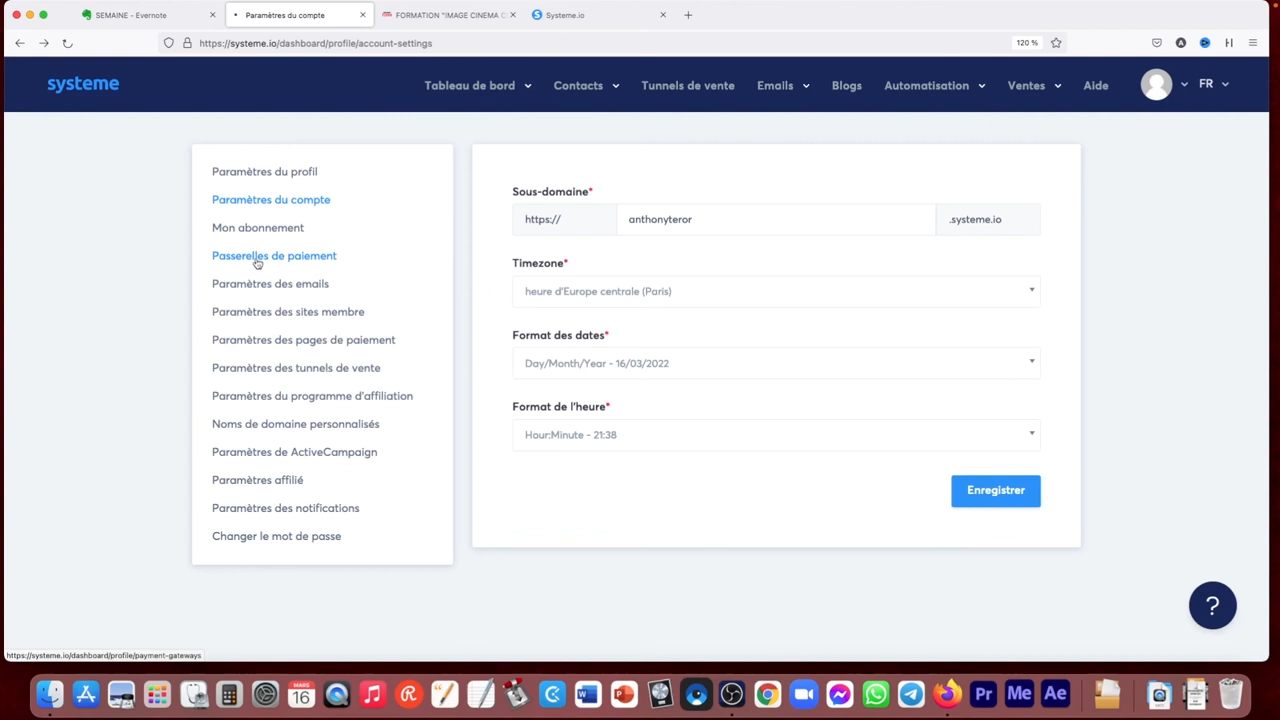 SEMAINE - Evernote
Paramètres du compte
FORMATION "IMAGE CINEMA C
Systeme.io
https://systeme.io/dashboard/profile/account-settings
120 %
systeme
Tableau de bord
Contacts
Tunnels de vente
Emails
Blogs
Automatisation
Ventes
Aide
FR
Paramètres du profil
Paramètres du compte
Mon abonnement
Passerelles de paiement
Paramètres des emails
Paramètres des sites membre
Paramètres des pages de paiement
Paramètres des tunnels de vente
Paramètres du programme d'affiliation
Noms de domaine personnalisés
Paramètres de ActiveCampaign
Paramètres affilié
Paramètres des notifications
Changer le mot de passe
Sous-domaine*
https://
anthonyteror
.systeme.io
Timezone*
heure d'Europe centrale (Paris)
Format des dates*
Day/Month/Year - 16/03/2022
Format de l'heure*
Hour:Minute - 21:38
Enregistrer
?
https://systeme.io/dashboard/profile/payment-gateways
MARS
16
Pr
Me
Ae